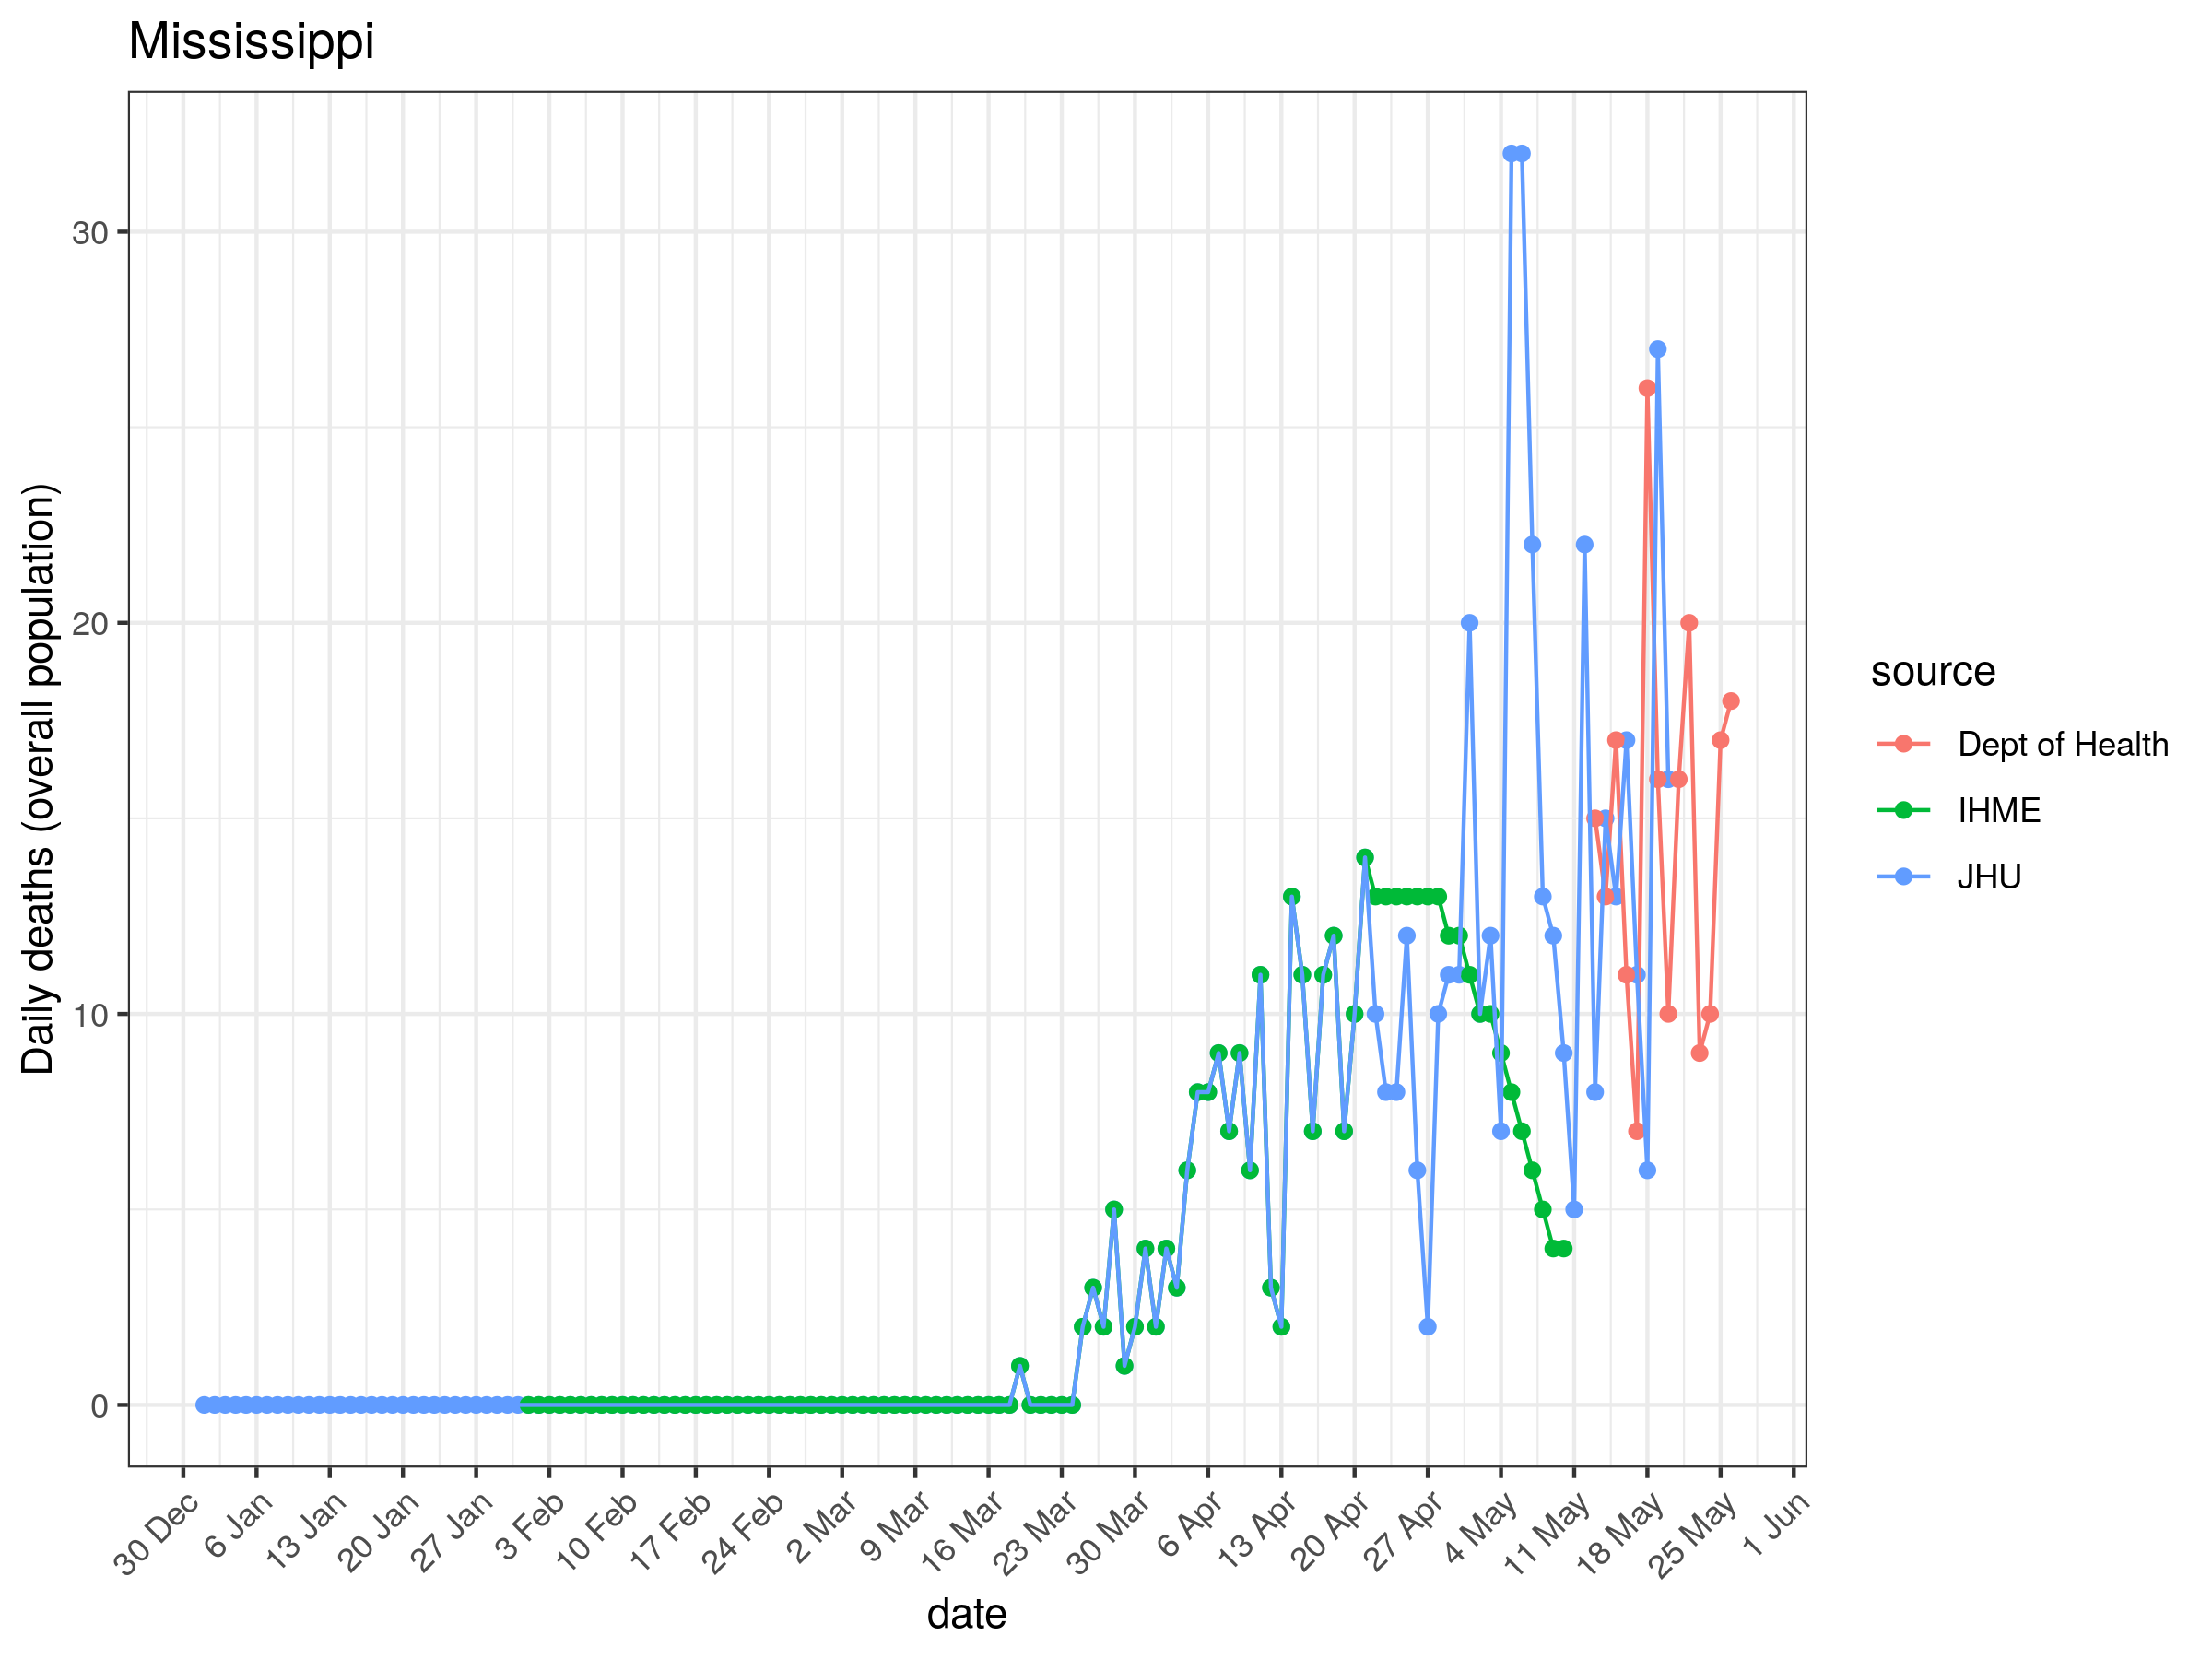 Mississippi
Daily deaths (overall population)
30
20
10
0
30 Dec
6 Jan
13 Jan
20 Jan
27 Jan
3 Feb
10 Feb
17 Feb
24 Feb
2 Mar
9 Mar
16 Mar
23 Mar
30 Mar
6 Apr
13 Apr
20 Apr
27 Apr
4 May
11 May
18 May
25 May
1 Jun
date
source
Dept of Health
IHME
JHU